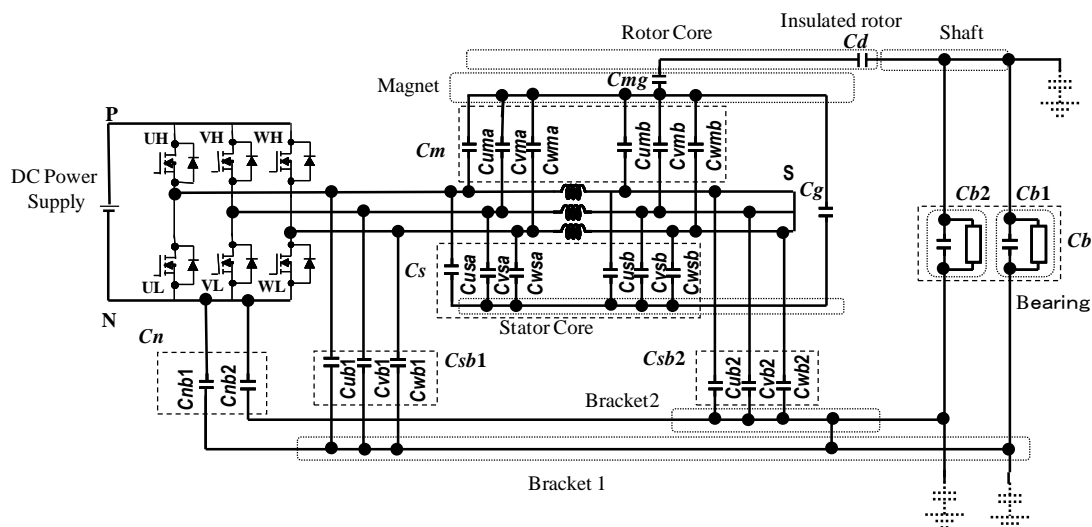 Insulated rotor
Rotor Core
Cd
Shaft
Magnet
Cmg
P
UH
VH
WH
Cm
Cuma
Cvma
Cwma
Cumb
Cvmb
Cwmb
S
Cg
DC Power
Supply
Cb2
Cb1
Cb
UL
VL
WL
Cs
Cusa
Cvsa
Cwsa
Cusb
Cvsb
Cwsb
Bearing
N
Stator Core
Cn
Cnb1
Cnb2
Csb1
Cub1
Cvb1
Cwb1
Csb2
Cub2
Cvb2
Cwb2
Bracket2
Bracket 1